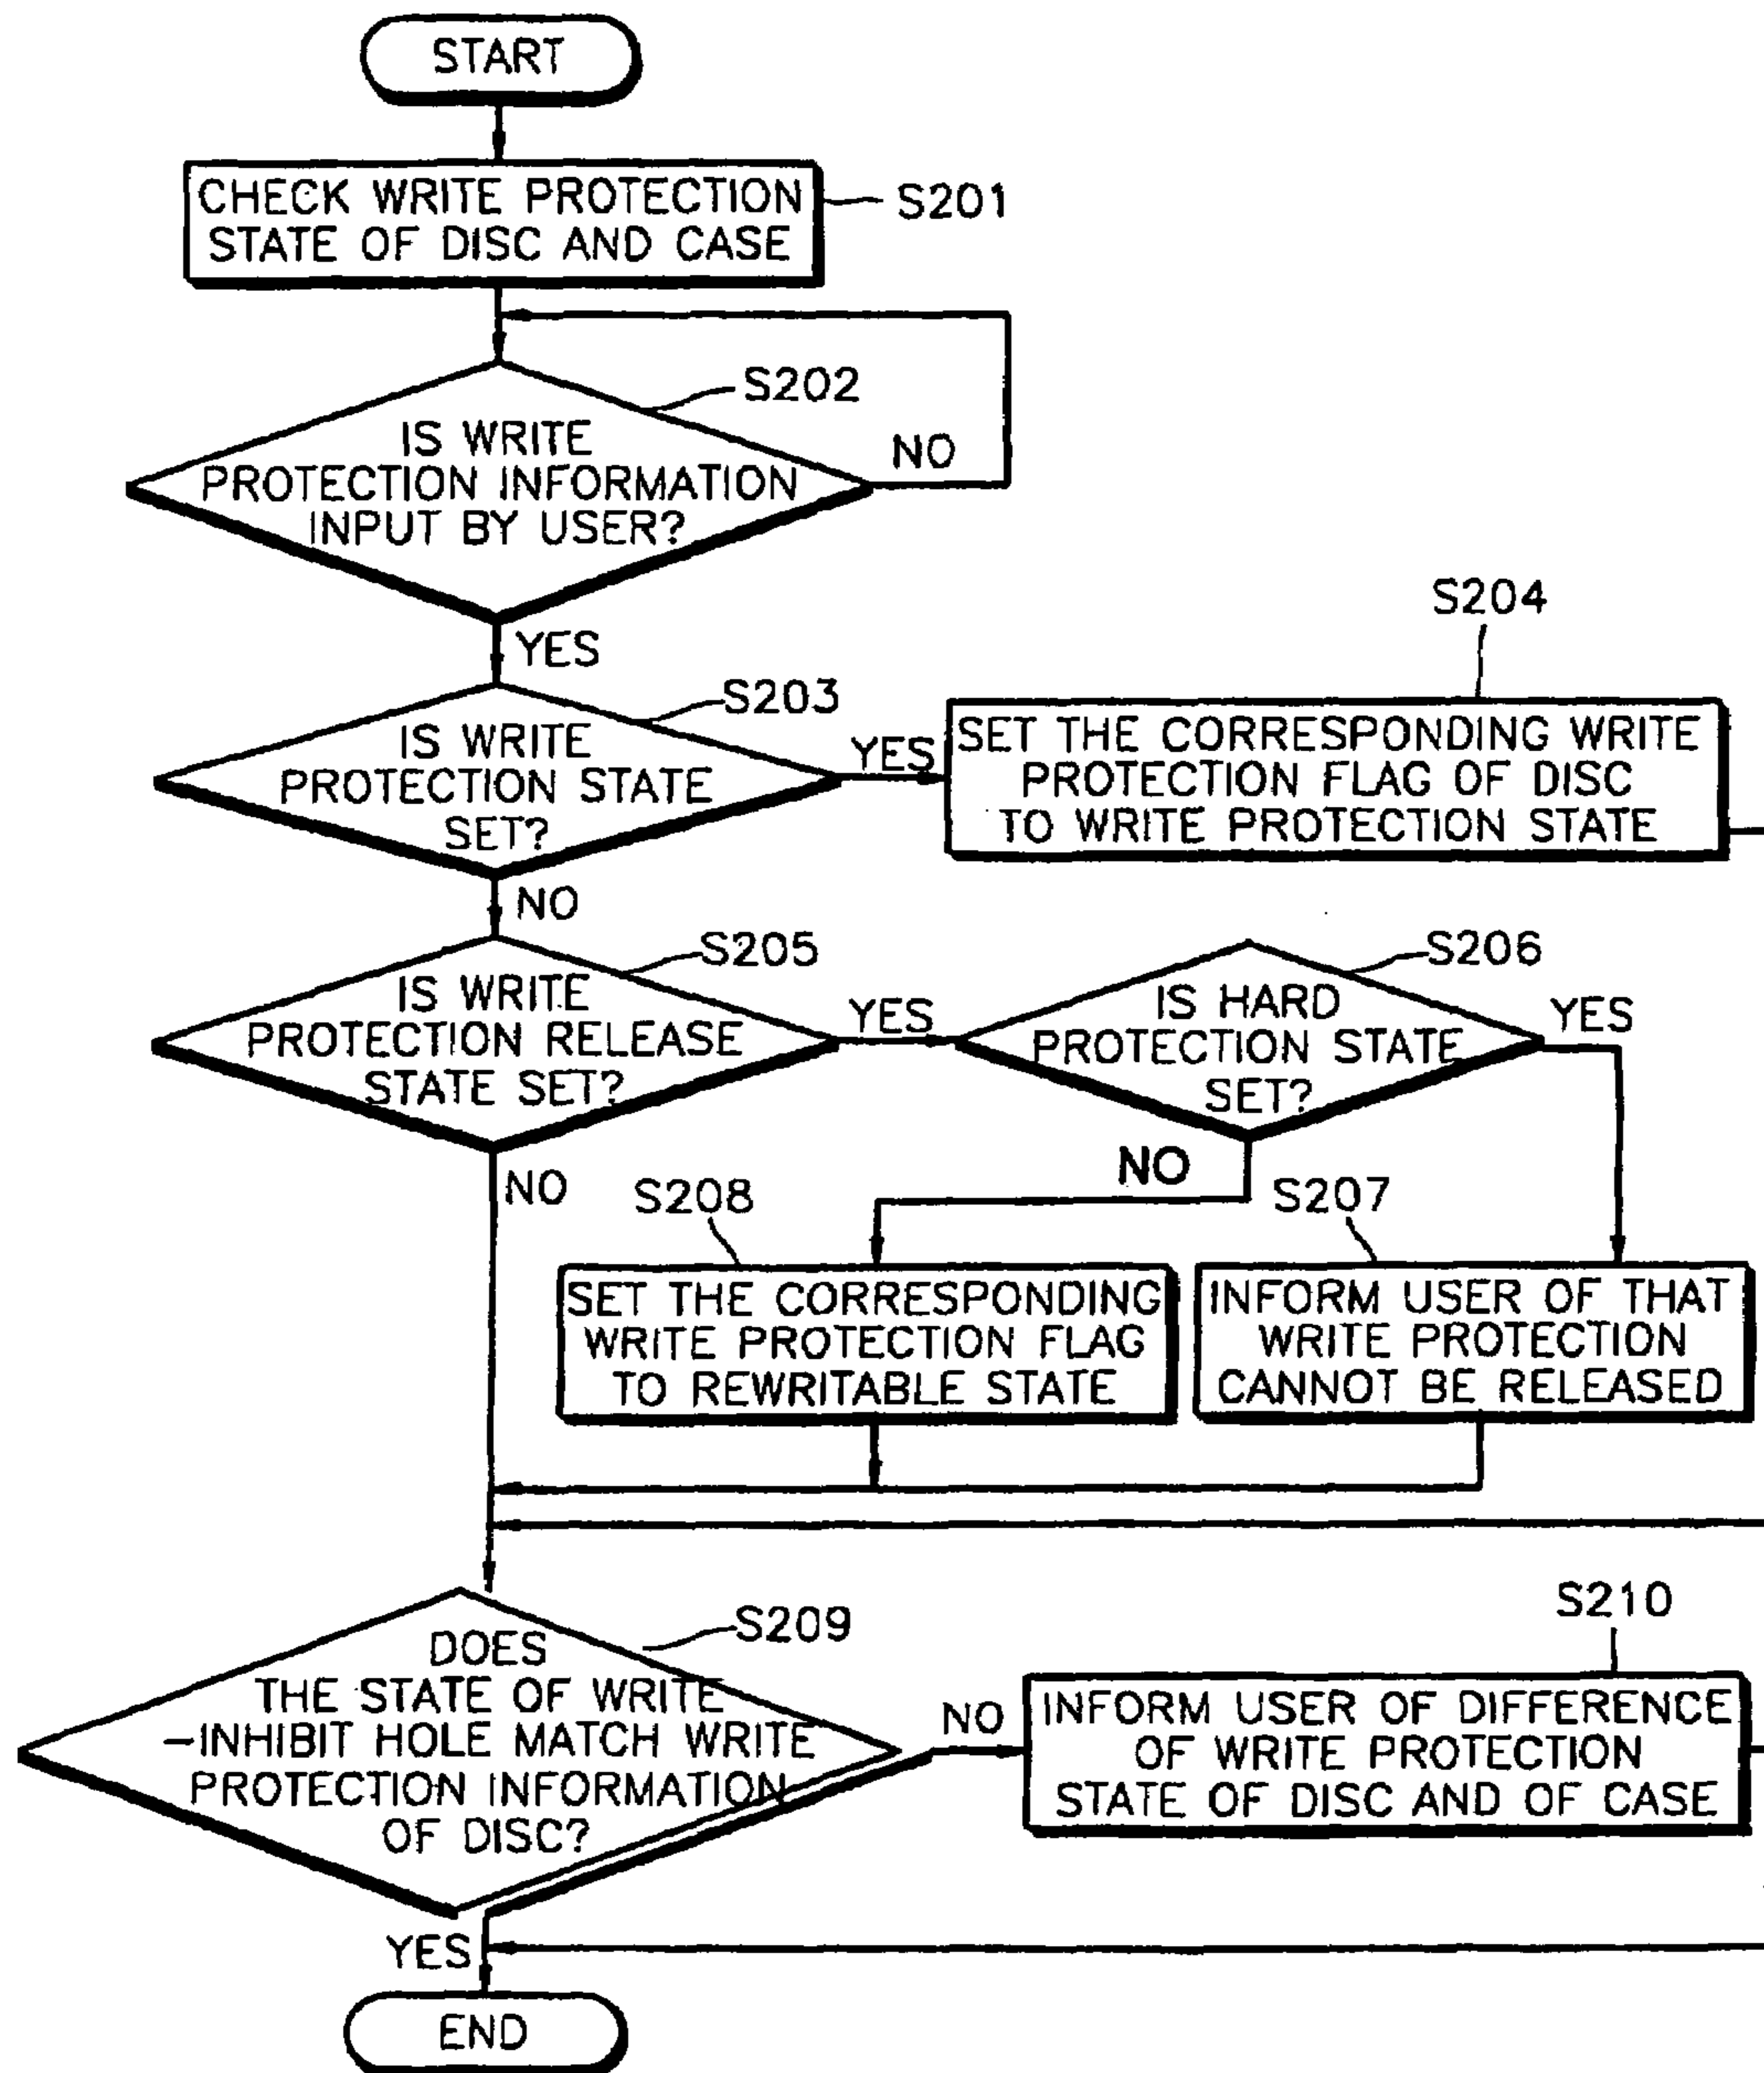 START
CHECK WRITE PROTECTION
STATE OF DISC AND CASE
S201
S202
IS WRITE
PROTECTION INFORMATION
INPUT BY USER?
NO
YES
S203
IS WRITE
PROTECTION STATE
SET?
YES
S204
SET THE CORRESPONDING WRITE
PROTECTION FLAG OF DISC
TO WRITE PROTECTION STATE
NO
S205
IS WRITE
PROTECTION RELEASE
STATE SET?
YES
S206
IS HARD
PROTECTION STATE
SET?
YES
NO
NO
S208
SET THE CORRESPONDING
WRITE PROTECTION FLAG
TO REWRITABLE STATE
S207
INFORM USER OF THAT
WRITE PROTECTION
CANNOT BE RELEASED
S209
DOES
THE STATE OF WRITE
-INHIBIT HOLE MATCH WRITE
PROTECTION INFORMATION
OF DISC?
NO
S210
INFORM USER OF DIFFERENCE
OF WRITE PROTECTION
STATE OF DISC AND OF CASE
YES
END